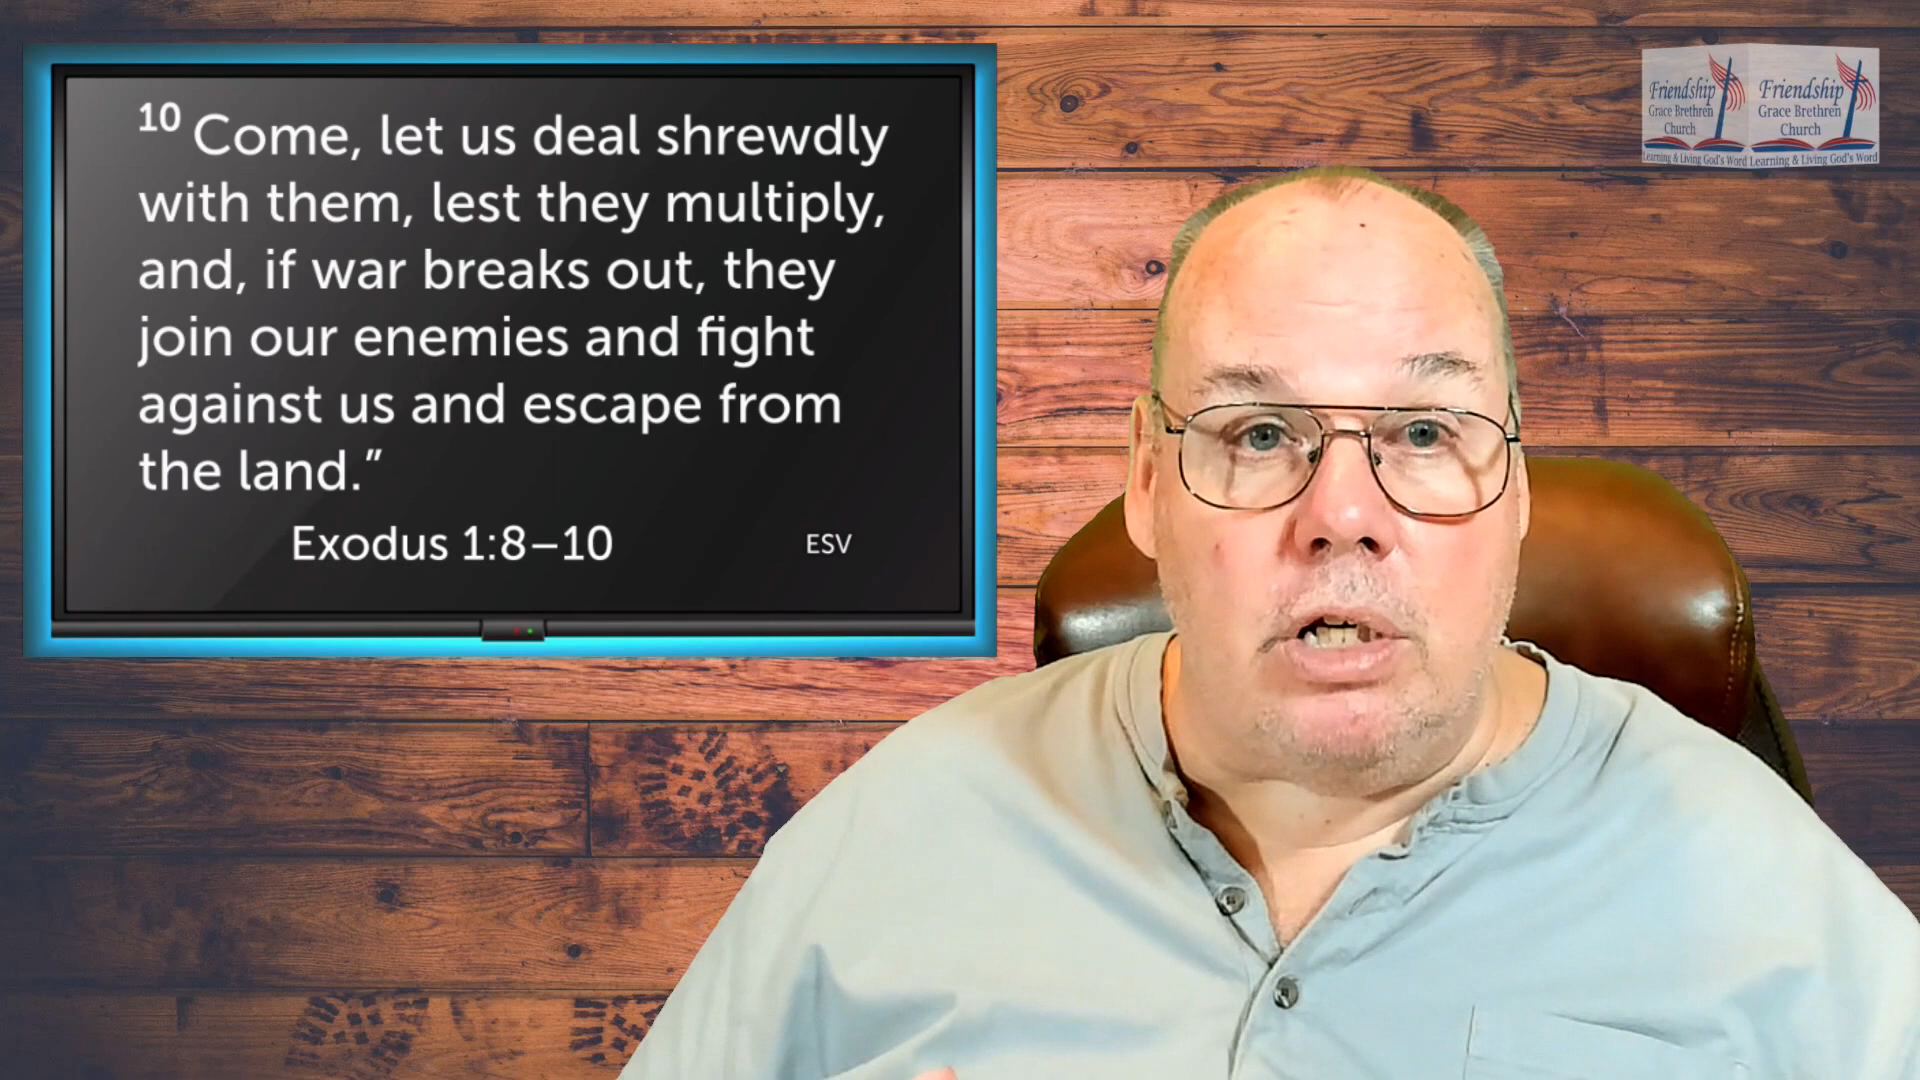 10 Come, let us deal shrewdly
with them, lest they multiply,
and, if war breaks out, they
join our enemies and fight
against us and escape from
the land.”
Exodus 1:8–10
ESV
Friendship
Grace Brethren
Church
Learning & Living God's Word
Friendship
Grace Brethren
Church
Learning & Living God's Word